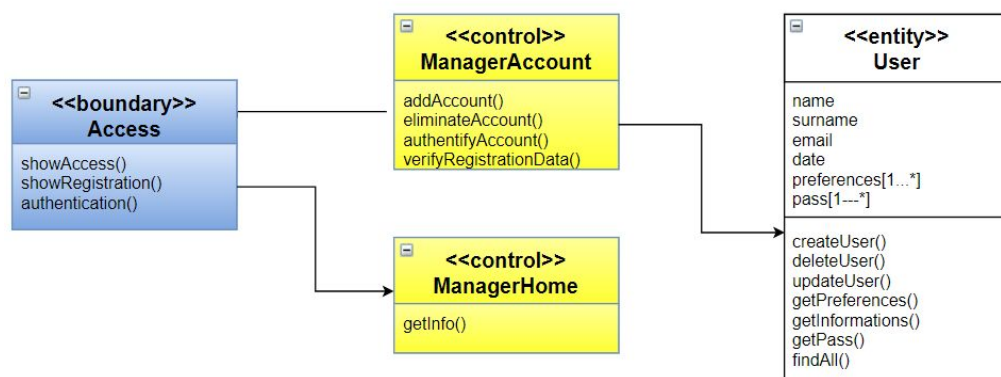 <<boundary>>
Access
showAccess()
showRegistration()
authentication()
<<control>>
ManagerAccount
addAccount()
eliminateAccount()
authentifyAccount()
verifyRegistrationData()
<<control>>
ManagerHome
getInfo()
<<entity>>
User
name
surname
email
date
preferences[1...*]
pass[1---*]
createUser()
deleteUser()
updateUser()
getPreferences()
getInformations()
getPass()
findAll()